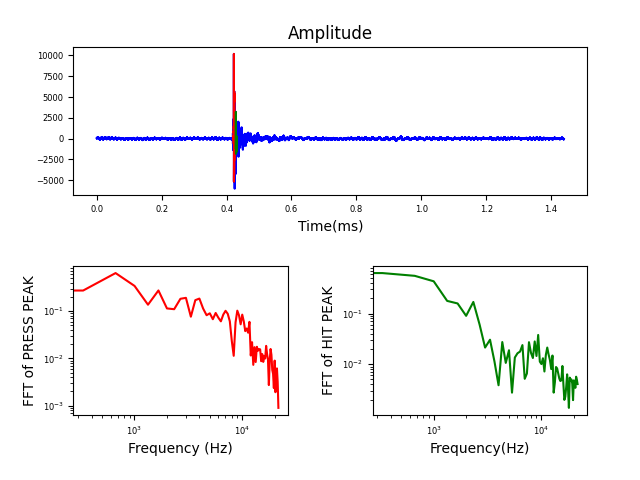 Amplitude
10000
7500
5000
2500
0
−2500
−5000
0.0 0.2 0.4 0.6 0.8 1.0 1.2 1.4
Time(ms)
FFT of PRESS PEAK
10⁻¹
10⁻²
10⁻³
10³ 10⁴
Frequency (Hz)
FFT of HIT PEAK
10⁻¹
10⁻²
10³ 10⁴
Frequency(Hz)